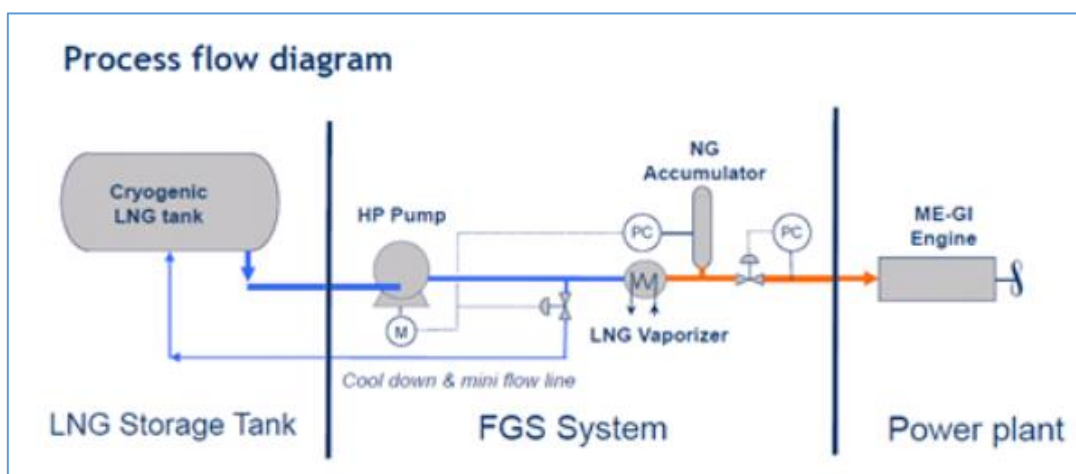 Process flow diagram
Cryogenic
LNG tank
HP Pump
NG
Accumulator
ME-GI
Engine
PC
PC
M
LNG Vaporizer
Cool down & mini flow line
LNG Storage Tank
FGS System
Power plant